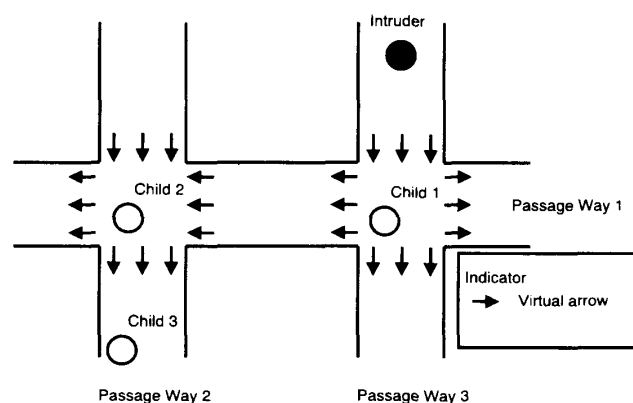 Intruder
Child 2
Child 1
Passage Way 1
Indicator
Virtual arrow
Child 3
Passage Way 2
Passage Way 3